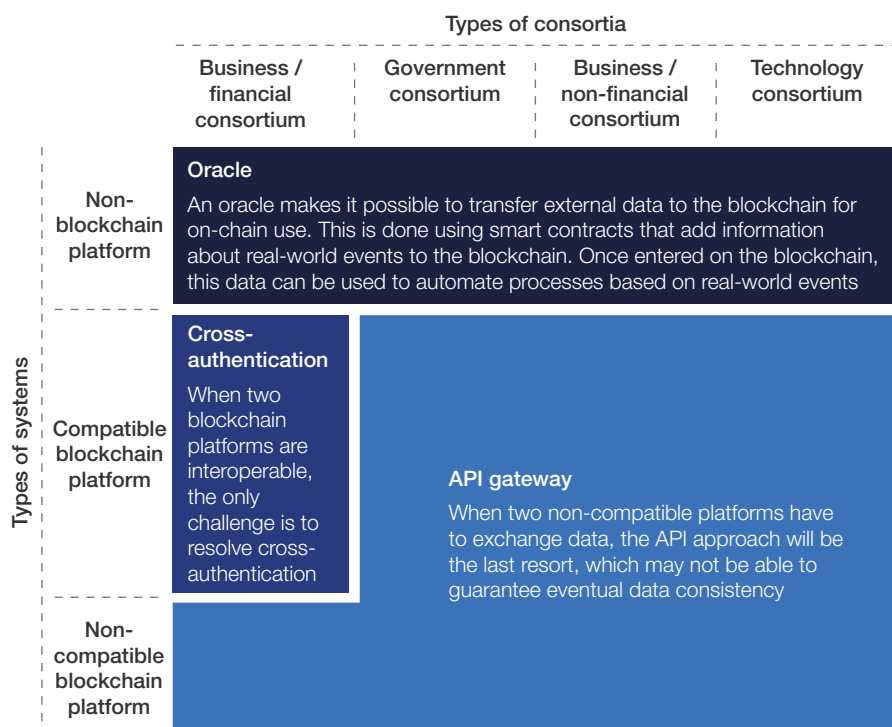 Types of consortia
Business /
financial
consortium
Government
consortium
Business /
non-financial
consortium
Technology
consortium
Types of systems
Non-
blockchain
platform
Oracle
An oracle makes it possible to transfer external data to the blockchain for
on-chain use. This is done using smart contracts that add information
about real-world events to the blockchain. Once entered on the blockchain,
this data can be used to automate processes based on real-world events
Compatible
blockchain
platform
Cross-
authentication
When two
blockchain
platforms are
interoperable,
the only
challenge is to
resolve cross-
authentication
API gateway
When two non-compatible platforms have
to exchange data, the API approach will be
the last resort, which may not be able to
guarantee eventual data consistency
Non-
compatible
blockchain
platform